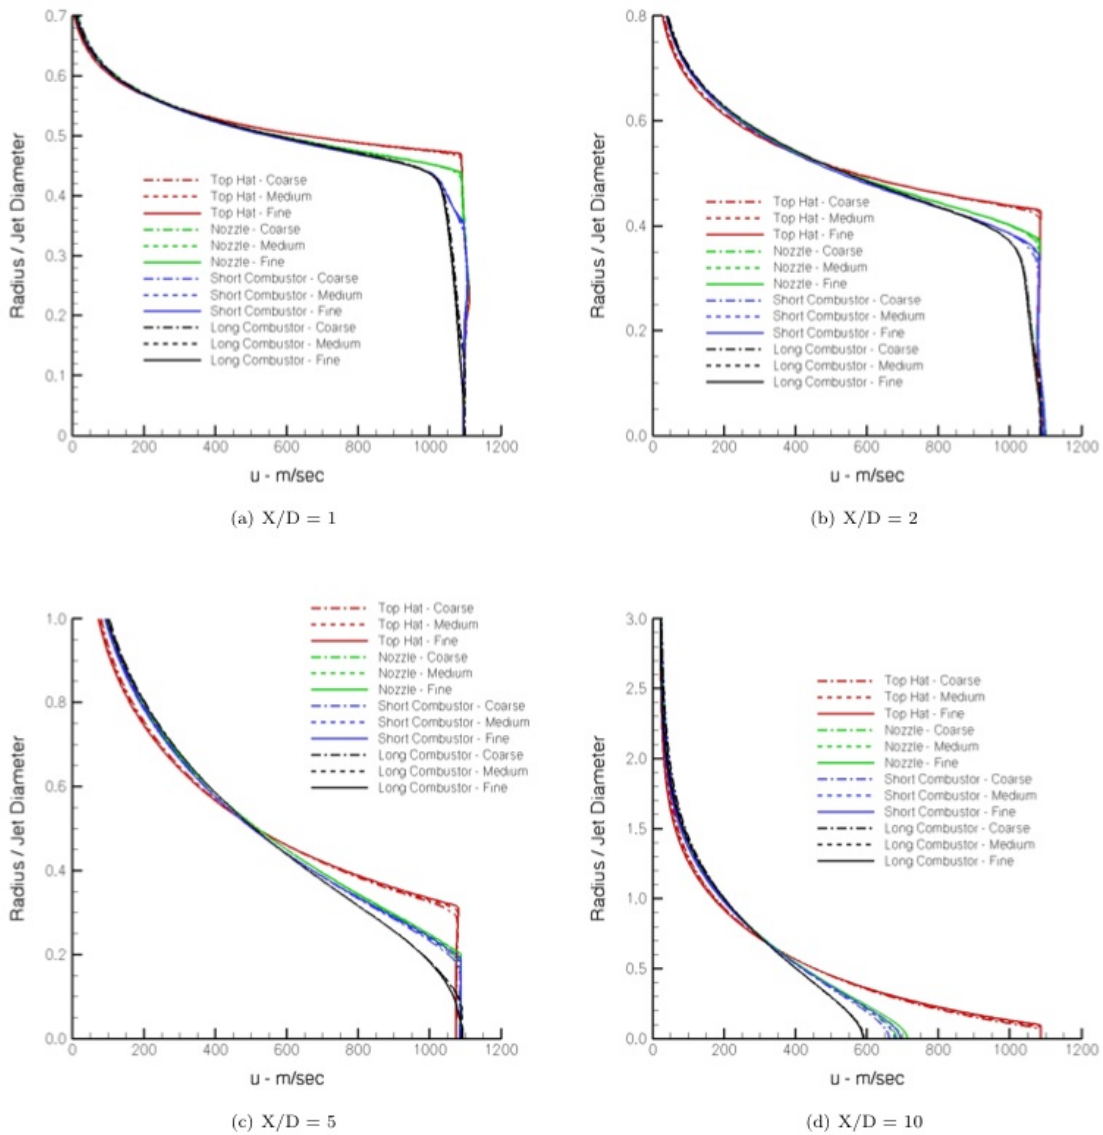 0.7
0.6
0.5
0.4
0.3
0.2
0.1
0
Radius / Jet Diameter
Top Hat - Coarse
Top Hat - Medium
Top Hat - Fine
Nozzle - Coarse
Nozzle - Medium
Nozzle - Fine
Short Combustor - Coarse
Short Combustor - Medium
Short Combustor - Fine
Long Combustor - Coarse
Long Combustor - Medium
Long Combustor - Fine
0 200 400 600 800 1000 1200
u - m/sec
(a) X/D = 1
0.8
0.6
0.4
0.2
0.0
Radius / Jet Diameter
Top Hat - Coarse
Top Hat - Medium
Top Hat - Fine
Nozzle - Coarse
Nozzle - Medium
Nozzle - Fine
Short Combustor - Coarse
Short Combustor - Medium
Short Combustor - Fine
Long Combustor - Coarse
Long Combustor - Medium
Long Combustor - Fine
0 200 400 600 800 1000 1200
u - m/sec
(b) X/D = 2
1.0
0.8
0.6
0.4
0.2
0.0
Radius / Jet Diameter
Top Hat - Coarse
Top Hat - Medium
Top Hat - Fine
Nozzle - Coarse
Nozzle - Medium
Nozzle - Fine
Short Combustor - Coarse
Short Combustor - Medium
Short Combustor - Fine
Long Combustor - Coarse
Long Combustor - Medium
Long Combustor - Fine
0 200 400 600 800 1000 1200
u - m/sec
(c) X/D = 5
3.0
2.5
2.0
1.5
1.0
0.5
0.0
Radius / Jet Diameter
Top Hat - Coarse
Top Hat - Medium
Top Hat - Fine
Nozzle - Coarse
Nozzle - Medium
Nozzle - Fine
Short Combustor - Coarse
Short Combustor - Medium
Short Combustor - Fine
Long Combustor - Coarse
Long Combustor - Medium
Long Combustor - Fine
0 200 400 600 800 1000 1200
u - m/sec
(d) X/D = 10